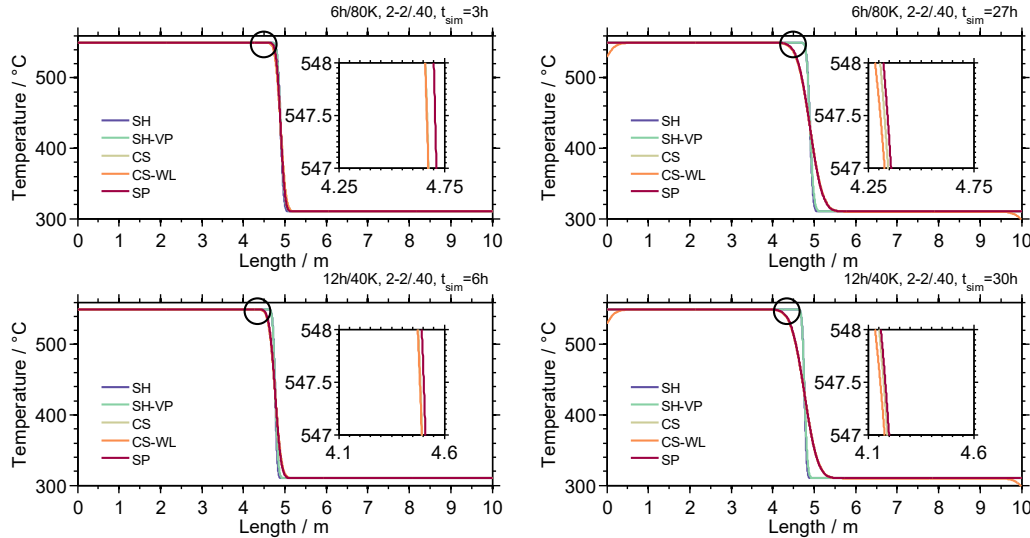 6h/80K, 2-2/.40, t_sim=3h
Temperature / °C
500
400
300
SH
SH-VP
CS
CS-WL
SP
548
547.5
547
4.25 4.75
0 1 2 3 4 5 6 7 8 9 10
Length / m
6h/80K, 2-2/.40, t_sim=27h
Temperature / °C
500
400
300
SH
SH-VP
CS
CS-WL
SP
548
547.5
547
4.25 4.75
0 1 2 3 4 5 6 7 8 9 10
Length / m
12h/40K, 2-2/.40, t_sim=6h
Temperature / °C
500
400
300
SH
SH-VP
CS
CS-WL
SP
548
547.5
547
4.1 4.6
0 1 2 3 4 5 6 7 8 9 10
Length / m
12h/40K, 2-2/.40, t_sim=30h
Temperature / °C
500
400
300
SH
SH-VP
CS
CS-WL
SP
548
547.5
547
4.1 4.6
0 1 2 3 4 5 6 7 8 9 10
Length / m